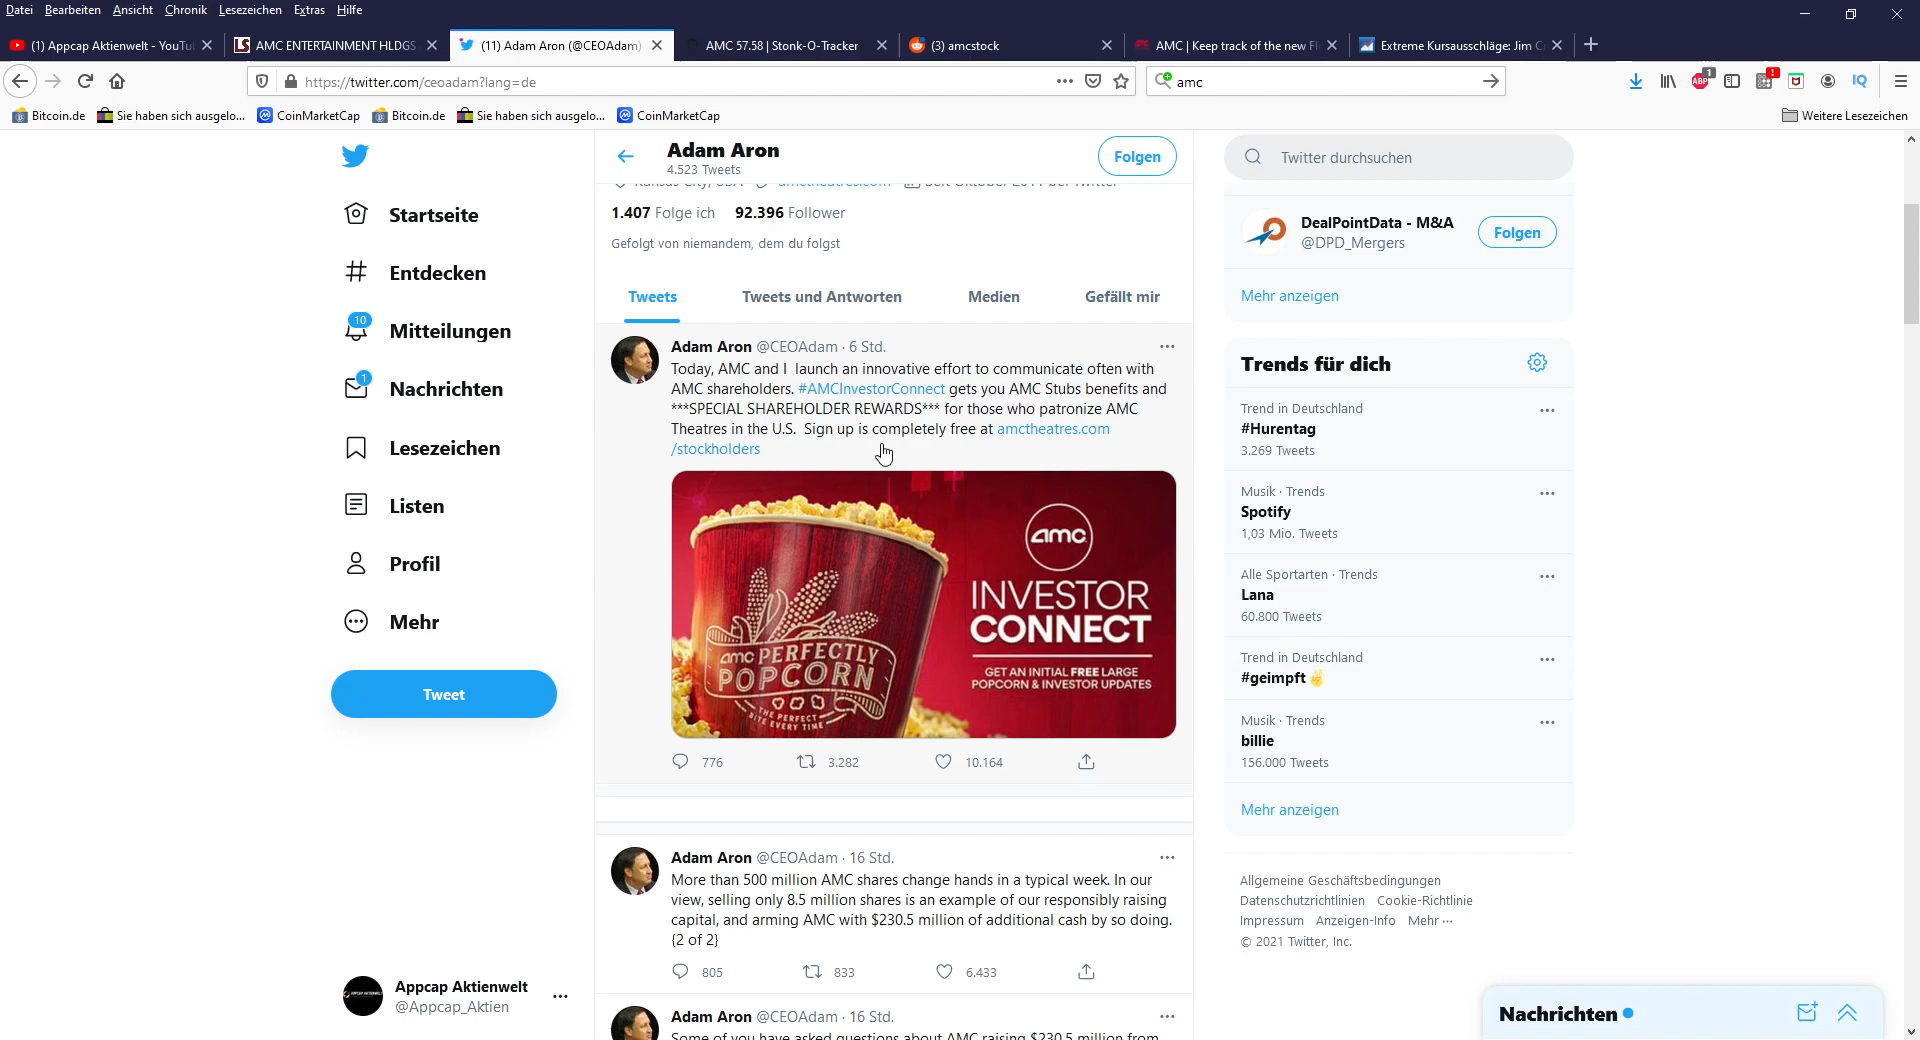 Datei Bearbeiten Ansicht Chronik Lesezeichen Extras Hilfe
(1) Appcap Aktienwelt - YouTu
AMC ENTERTAINMENT HLDGS
(11) Adam Aron (@CEOAdam)
AMC 57.58 | Stonk-O-Tracker
(3) amcstock
AMC | Keep track of the new Fl
Extreme Kursausschläge: Jim C
https://twitter.com/ceoadam?lang=de
amc
ABP
1
!
IQ
Bitcoin.de
Sie haben sich ausgelo...
CoinMarketCap
Bitcoin.de
Sie haben sich ausgelo...
CoinMarketCap
Weitere Lesezeichen
Startseite
Entdecken
10
Mitteilungen
1
Nachrichten
Lesezeichen
Listen
Profil
Mehr
Tweet
Appcap Aktienwelt
@Appcap_Aktien
Adam Aron
4.523 Tweets
Folgen
Kansas City, USA amctheatres.com Seit Oktober 2011 bei Twitter
1.407 Folge ich 92.396 Follower
Gefolgt von niemandem, dem du folgst
Tweets
Tweets und Antworten
Medien
Gefällt mir
Adam Aron @CEOAdam · 6 Std.
Today, AMC and I launch an innovative effort to communicate often with
AMC shareholders. #AMCInvestorConnect gets you AMC Stubs benefits and
***SPECIAL SHAREHOLDER REWARDS*** for those who patronize AMC
Theatres in the U.S. Sign up is completely free at amctheatres.com
/stockholders
amc
INVESTOR
CONNECT
GET AN INITIAL FREE LARGE
POPCORN & INVESTOR UPDATES
amc PERFECTLY
POPCORN
THE PERFECT
BITE EVERY TIME
776
3.282
10.164
Adam Aron @CEOAdam · 16 Std.
More than 500 million AMC shares change hands in a typical week. In our
view, selling only 8.5 million shares is an example of our responsibly raising
capital, and arming AMC with $230.5 million of additional cash by so doing.
{2 of 2}
805
833
6.433
Adam Aron @CEOAdam · 16 Std.
Some of you have asked questions about AMC raising $230.5 million from
Twitter durchsuchen
DealPointData - M&A
@DPD_Mergers
Folgen
Mehr anzeigen
Trends für dich
Trend in Deutschland
#Hurentag
3.269 Tweets
Musik · Trends
Spotify
1,03 Mio. Tweets
Alle Sportarten · Trends
Lana
60.800 Tweets
Trend in Deutschland
#geimpft✌
Musik · Trends
billie
156.000 Tweets
Mehr anzeigen
Allgemeine Geschäftsbedingungen
Datenschutzrichtlinien Cookie-Richtlinie
Impressum Anzeigen-Info Mehr ···
© 2021 Twitter, Inc.
Nachrichten